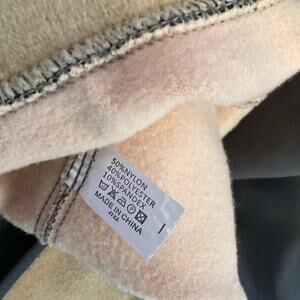 50%NYLON
40%POLYESTER
10%SPANDEX
MADE IN CHINA